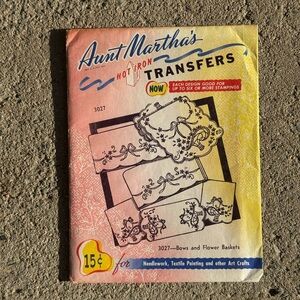 Aunt Martha's
HOT IRON
TRANSFERS
NOW
EACH DESIGN GOOD FOR
UP TO SIX OR MORE STAMPINGS
3027
3027—Bows and Flower Baskets
15¢
for
Needlework, Textile Painting and other Art Crafts